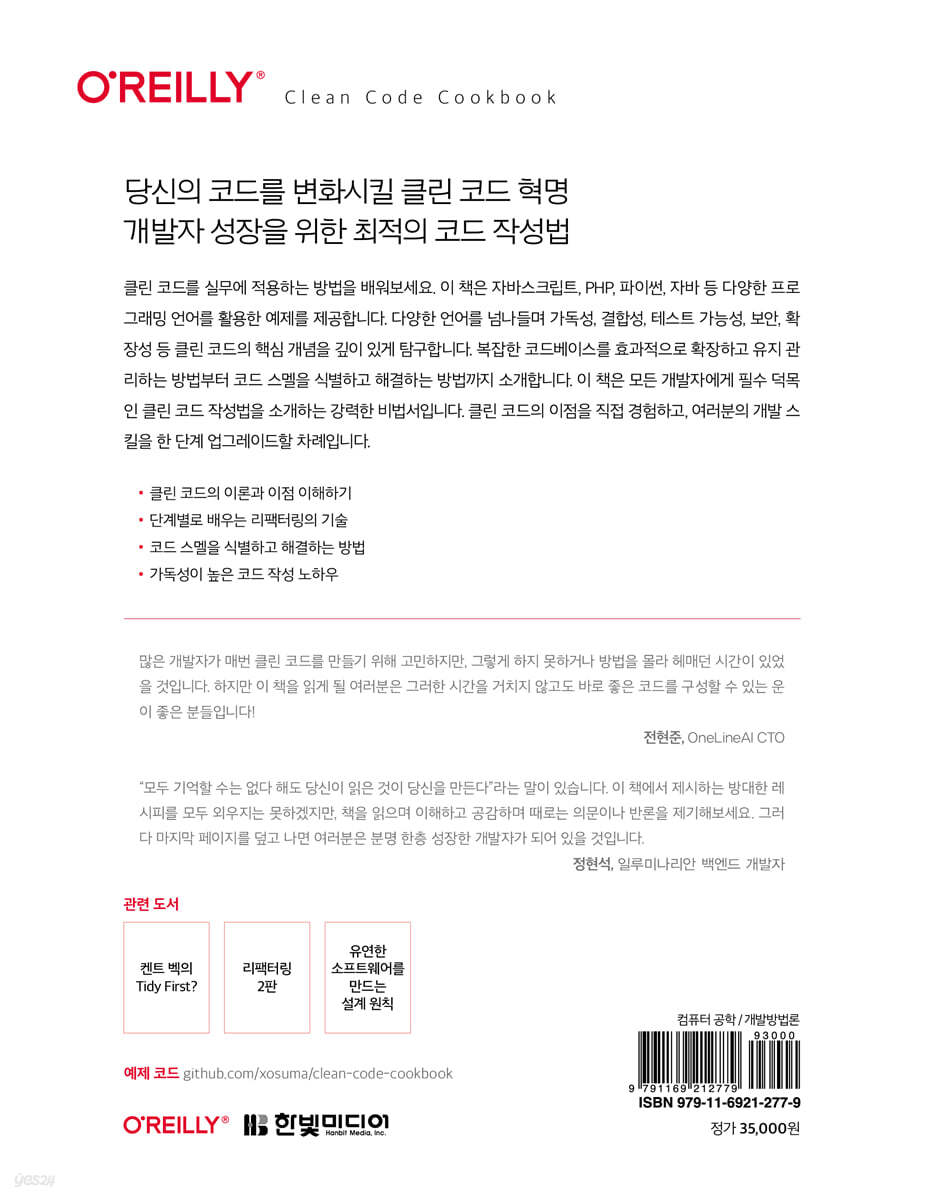 O'REILLY® Clean Code Cookbook
당신의 코드를 변화시킬 클린 코드 혁명
개발자 성장을 위한 최적의 코드 작성법
클린 코드를 실무에 적용하는 방법을 배워보세요. 이 책은 자바스크립트, PHP, 파이썬, 자바 등 다양한 프로
그래밍 언어를 활용한 예제를 제공합니다. 다양한 언어를 넘나들며 가독성, 결합성, 테스트 가능성, 보안, 확
장성 등 클린 코드의 핵심 개념을 깊이 있게 탐구합니다. 복잡한 코드베이스를 효과적으로 확장하고 유지 관
리하는 방법부터 코드 스멜을 식별하고 해결하는 방법까지 소개합니다. 이 책은 모든 개발자에게 필수 덕목
인 클린 코드 작성법을 소개하는 강력한 비법서입니다. 클린 코드의 이점을 직접 경험하고, 여러분의 개발 스
킬을 한 단계 업그레이드할 차례입니다.
• 클린 코드의 이론과 이점 이해하기
• 단계별로 배우는 리팩터링의 기술
• 코드 스멜을 식별하고 해결하는 방법
• 가독성이 높은 코드 작성 노하우
많은 개발자가 매번 클린 코드를 만들기 위해 고민하지만, 그렇게 하지 못하거나 방법을 몰라 헤매던 시간이 있었
을 것입니다. 하지만 이 책을 읽게 될 여러분은 그러한 시간을 거치지 않고도 바로 좋은 코드를 구성할 수 있는 운
이 좋은 분들입니다!
전현준, OneLineAI CTO
“모두 기억할 수는 없다 해도 당신이 읽은 것이 당신을 만든다”라는 말이 있습니다. 이 책에서 제시하는 방대한 레
시피를 모두 외우지는 못하겠지만, 책을 읽으며 이해하고 공감하며 때로는 의문이나 반론을 제기해보세요. 그러
다 마지막 페이지를 덮고 나면 여러분은 분명 한층 성장한 개발자가 되어 있을 것입니다.
정현석, 일루미나리안 백엔드 개발자
관련 도서
켄트 벡의
Tidy First?
리팩터링
2판
유연한
소프트웨어를
만드는
설계 원칙
예제 코드 github.com/xosuma/clean-code-cookbook
O'REILLY® 한빛미디어
Hanbit Media, Inc.
컴퓨터 공학 / 개발방법론
93000
9 791169 212779
ISBN 979-11-6921-277-9
정가 35,000원
yes24